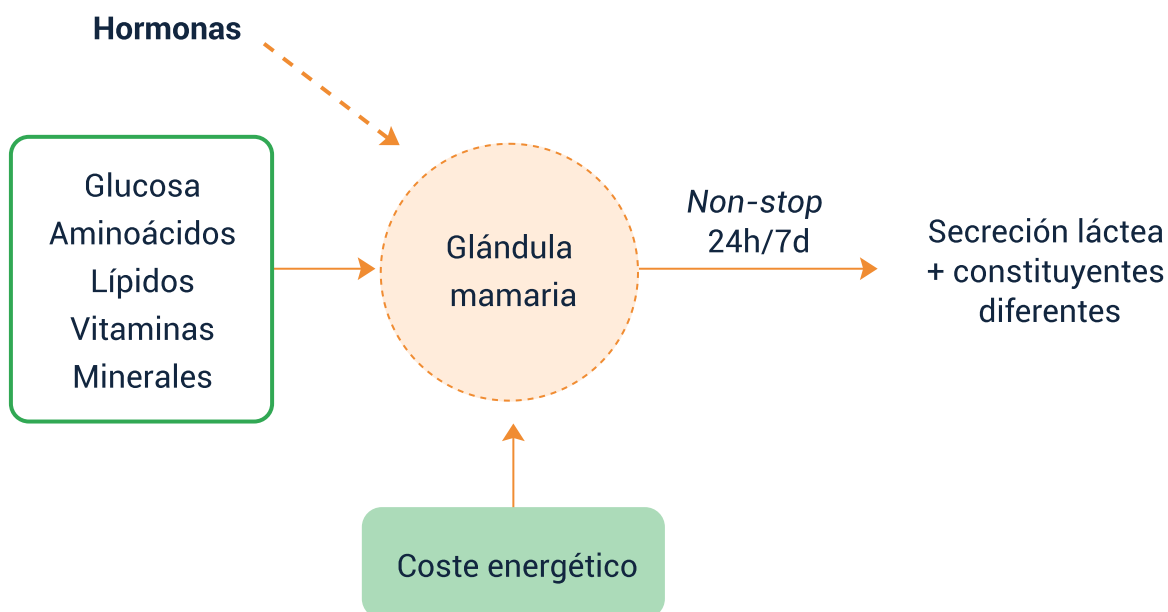 Hormonas
Glucosa
Aminoácidos
Lípidos
Vitaminas
Minerales
Glándula
mamaria
Non-stop
24h/7d
Secreción láctea
+ constituyentes
diferentes
Coste energético